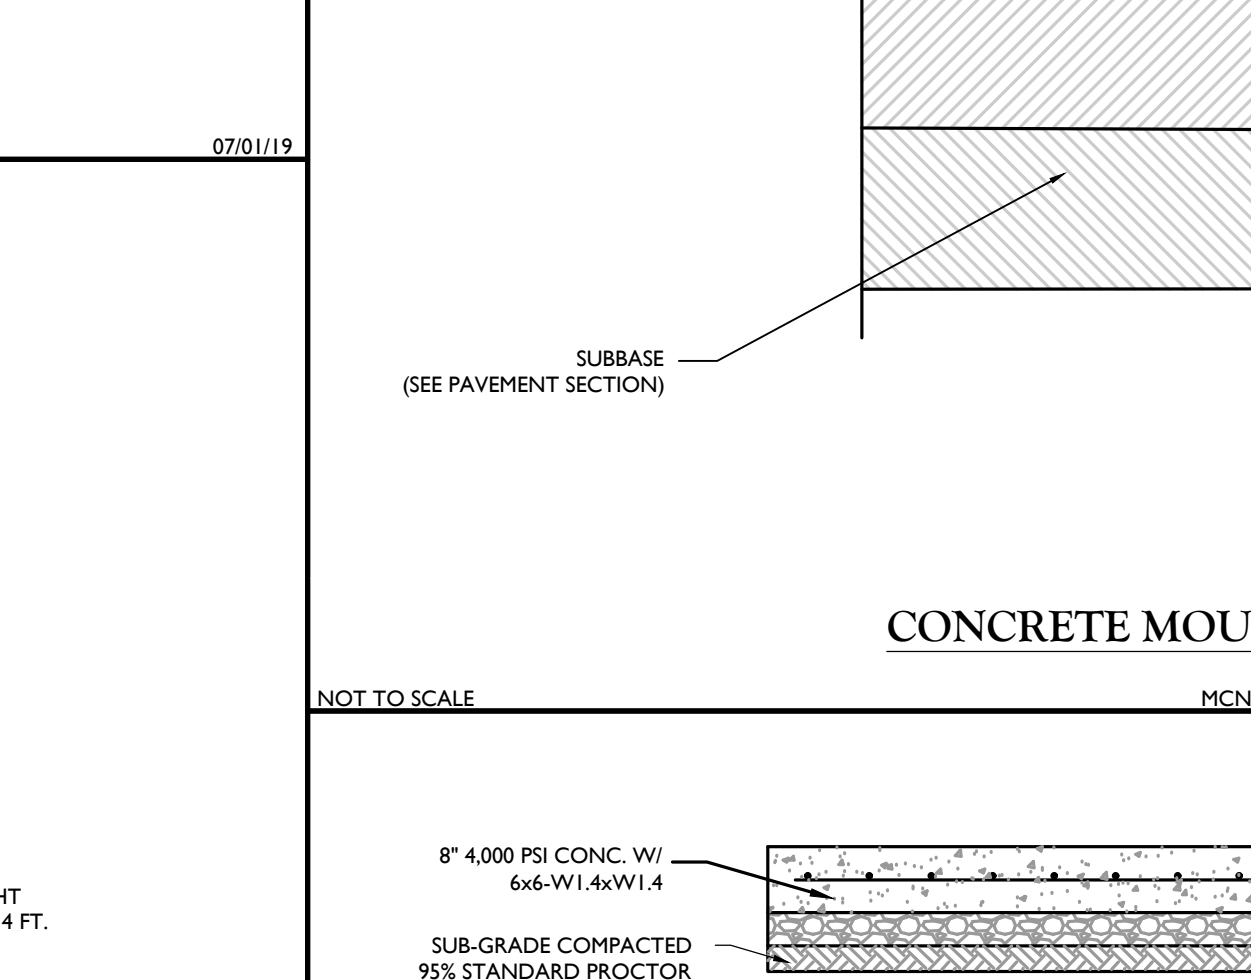 07/01/19
SUBBASE
(SEE PAVEMENT SECTION)
CONCRETE MOU
NOT TO SCALE
MCN
8" 4,000 PSI CONC. W/
6x6-W1.4xW1.4
HT
4 FT.
SUB-GRADE COMPACTED
95% STANDARD PROCTOR